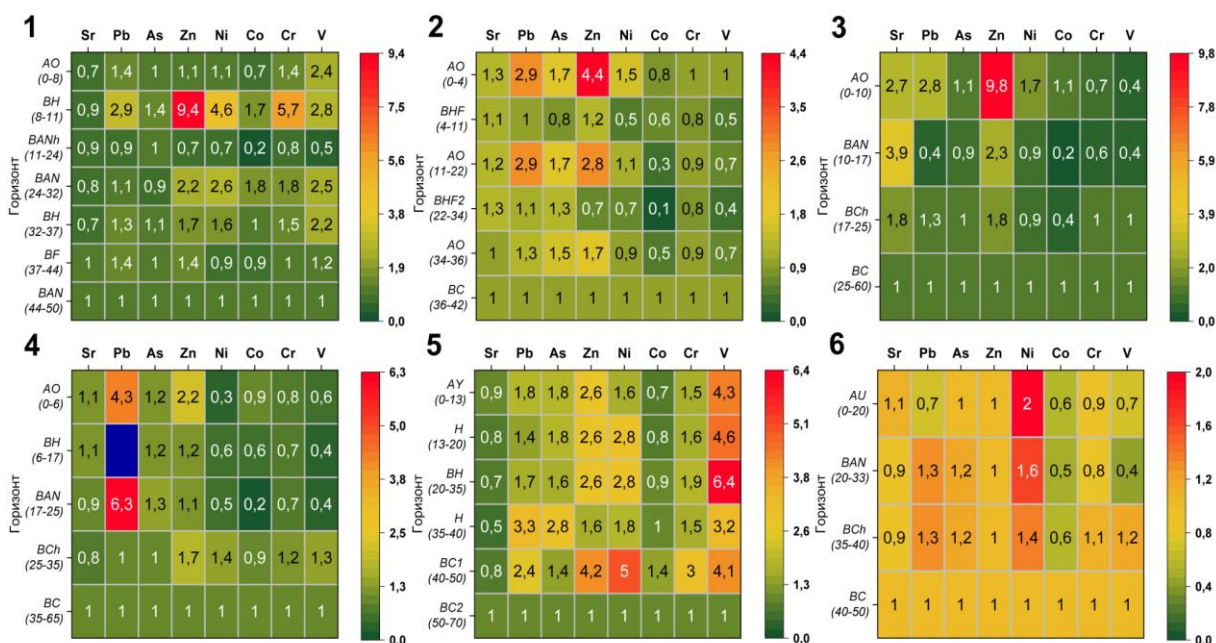 1
Sr Pb As Zn Ni Co Cr V
Горизонт
AO
(0-8)
0,7 1,4 1 1,1 1,1 0,7 1,4 2,4
BH
(8-11)
0,9 2,9 1,4 9,4 4,6 1,7 5,7 2,8
BANh
(11-24)
0,9 0,9 1 0,7 0,7 0,2 0,8 0,5
BAN
(24-32)
0,8 1,1 0,9 2,2 2,6 1,8 1,8 2,5
BH
(32-37)
0,7 1,3 1,1 1,7 1,6 1 1,5 2,2
BF
(37-44)
1 1,4 1 1,4 0,9 0,9 1 1,2
BAN
(44-50)
1 1 1 1 1 1 1 1
9,4
7,5
5,6
3,8
1,9
0,0
2
Sr Pb As Zn Ni Co Cr V
AO
(0-4)
1,3 2,9 1,7 4,4 1,5 0,8 1 1
BHF
(4-11)
1,1 1 0,8 1,2 0,5 0,6 0,8 0,5
AO
(11-22)
1,2 2,9 1,7 2,8 1,1 0,3 0,9 0,7
BHF2
(22-34)
1,3 1,1 1,3 0,7 0,7 0,1 0,8 0,4
AO
(34-36)
1 1,3 1,5 1,7 0,9 0,5 0,9 0,7
BC
(36-42)
1 1 1 1 1 1 1 1
4,4
3,5
2,6
1,8
0,9
0,0
3
Sr Pb As Zn Ni Co Cr V
AO
(0-10)
2,7 2,8 1,1 9,8 1,7 1,1 0,7 0,4
BAN
(10-17)
3,9 0,4 0,9 2,3 0,9 0,2 0,6 0,4
BCh
(17-25)
1,8 1,3 1 1,8 0,9 0,4 1 1
BC
(25-60)
1 1 1 1 1 1 1 1
9,8
7,8
5,9
3,9
2,0
0,0
4
Sr Pb As Zn Ni Co Cr V
Горизонт
AO
(0-6)
1,1 4,3 1,2 2,2 0,3 0,9 0,8 0,6
BH
(6-17)
1,1 1,2 1,2 0,6 0,6 0,7 0,4
BAN
(17-25)
0,9 6,3 1,3 1,1 0,5 0,2 0,7 0,4
BCh
(25-35)
0,8 1 1 1,7 1,4 0,9 1,2 1,3
BC
(35-65)
1 1 1 1 1 1 1 1
6,3
5,0
3,8
2,5
1,3
0,0
5
Sr Pb As Zn Ni Co Cr V
AY
(0-13)
0,9 1,8 1,8 2,6 1,6 0,7 1,5 4,3
H
(13-20)
0,8 1,4 1,8 2,6 2,8 0,8 1,6 4,6
BH
(20-35)
0,7 1,7 1,6 2,6 2,8 0,9 1,9 6,4
H
(35-40)
0,5 3,3 2,8 1,6 1,8 1 1,5 3,2
BC1
(40-50)
0,8 2,4 1,4 4,2 5 1,4 3 4,1
BC2
(50-70)
1 1 1 1 1 1 1 1
6,4
5,1
3,8
2,6
1,3
0,0
6
Sr Pb As Zn Ni Co Cr V
AU
(0-20)
1,1 0,7 1 1 2 0,6 0,9 0,7
BAN
(20-33)
0,9 1,3 1,2 1 1,6 0,5 0,8 0,4
BCh
(35-40)
0,9 1,3 1,2 1 1,4 0,6 1,1 1,2
BC
(40-50)
1 1 1 1 1 1 1 1
2,0
1,6
1,2
0,8
0,4
0,0